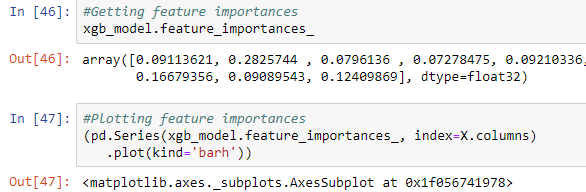 In [46]: #Getting feature importances
xgb_model.feature_importances_
Out[46]: array([0.09113621, 0.2825744 , 0.0796136 , 0.07278475, 0.09210336,
0.16679356, 0.09089543, 0.12409869], dtype=float32)
In [47]: #Plotting feature importances
(pd.Series(xgb_model.feature_importances_, index=X.columns)
.plot(kind='barh'))
Out[47]: <matplotlib.axes._subplots.AxesSubplot at 0x1f056741978>